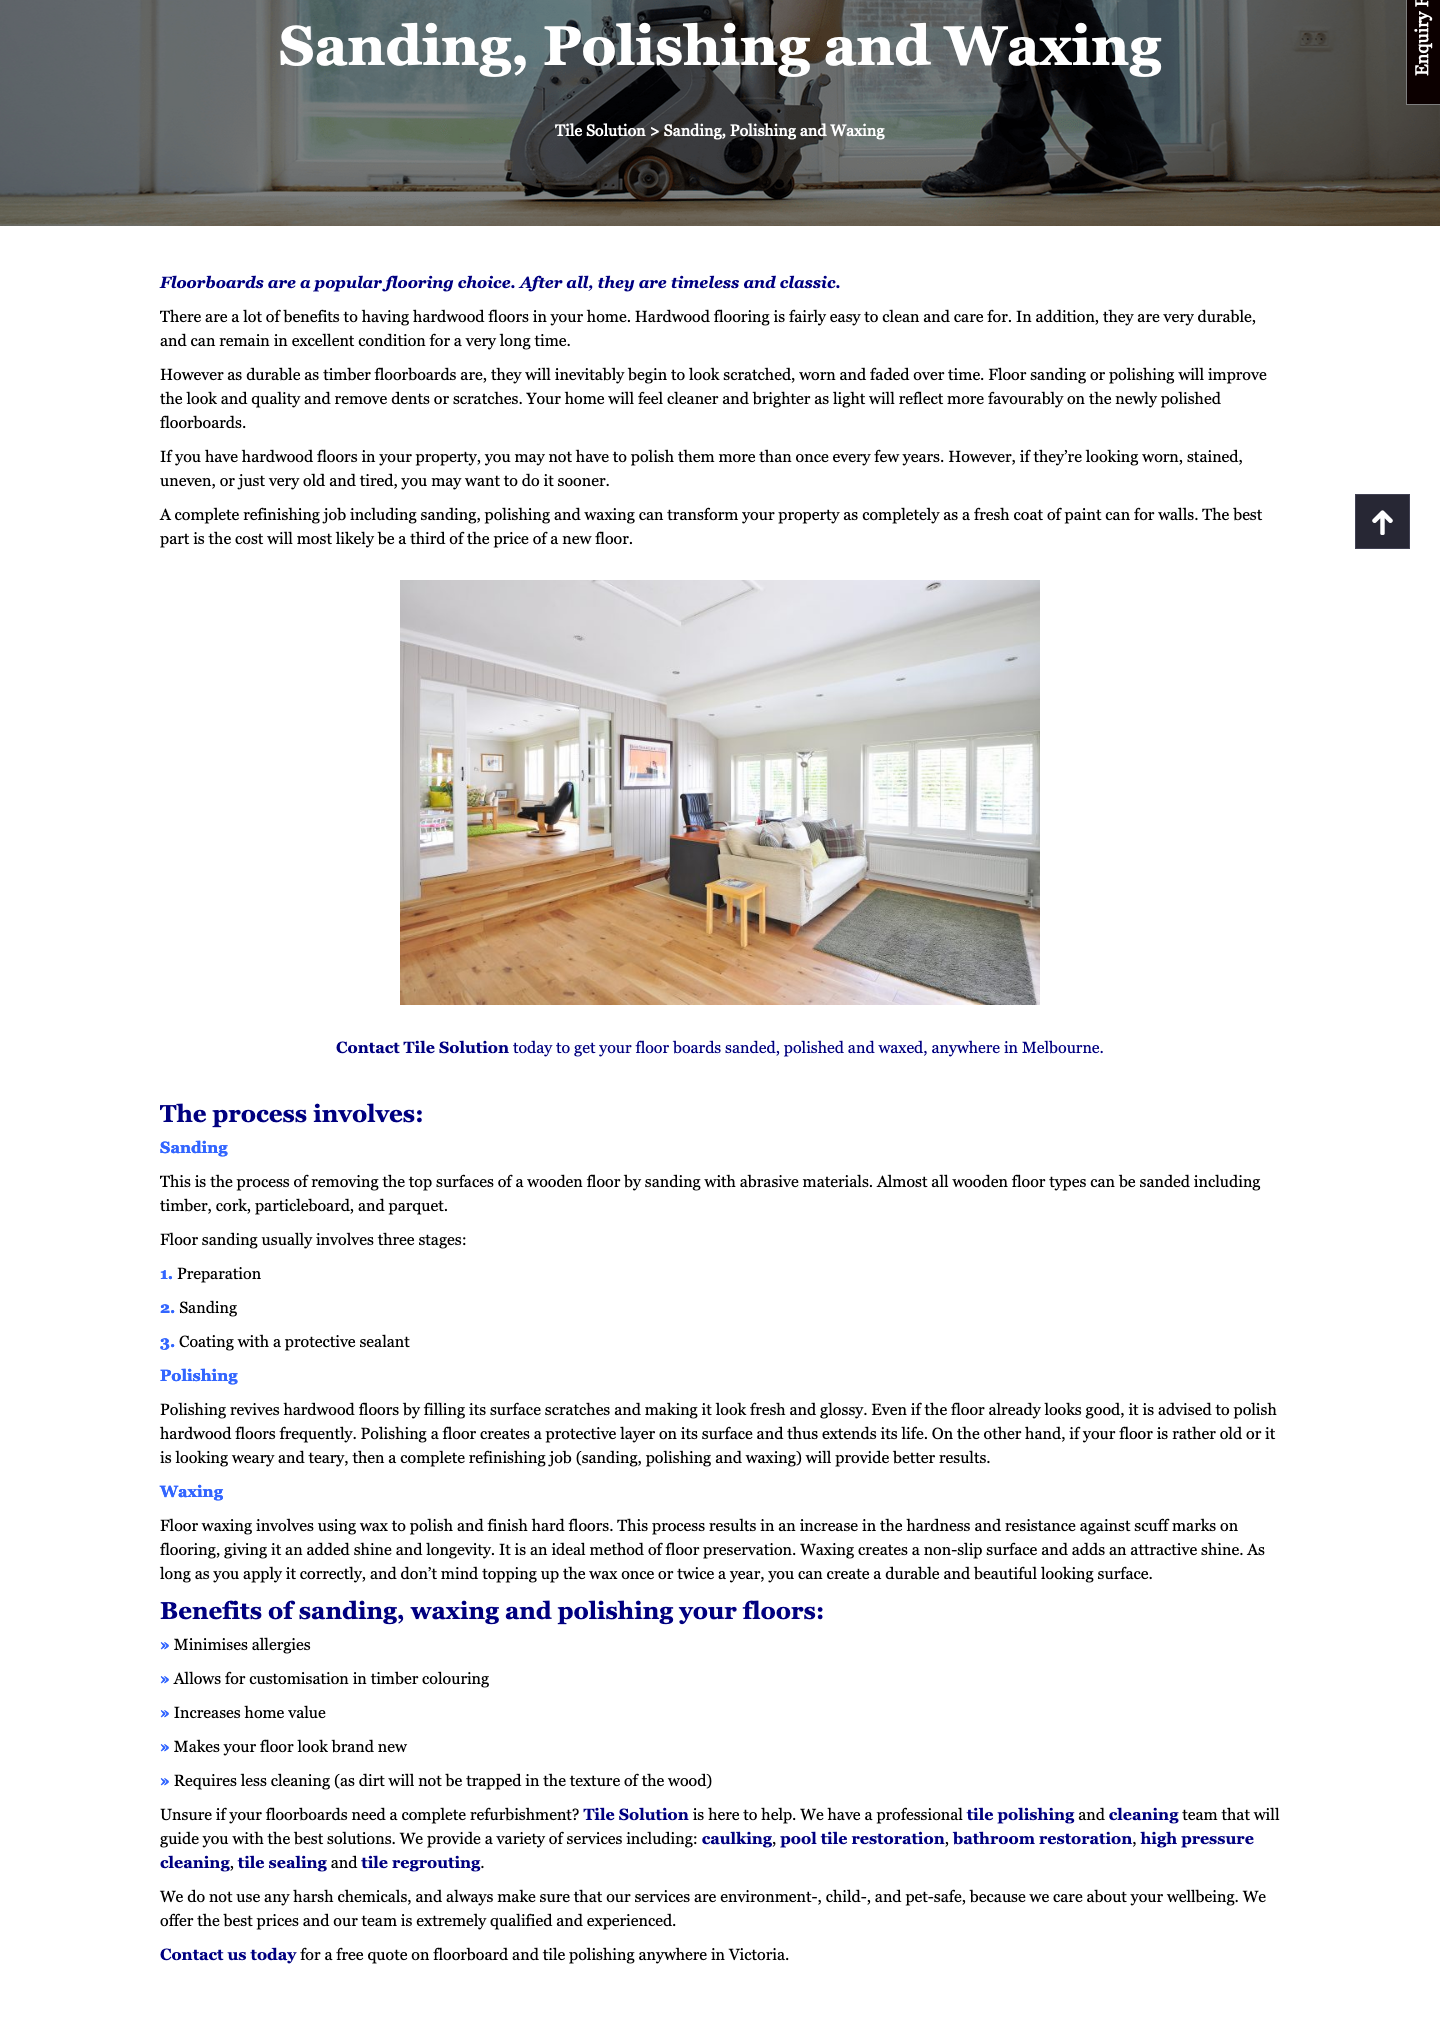 Sanding, Polishing and Waxing
Enquiry
Tile Solution > Sanding, Polishing and Waxing
Floorboards are a popular flooring choice. After all, they are timeless and classic.
There are a lot of benefits to having hardwood floors in your home. Hardwood flooring is fairly easy to clean and care for. In addition, they are very durable,
and can remain in excellent condition for a very long time.
However as durable as timber floorboards are, they will inevitably begin to look scratched, worn and faded over time. Floor sanding or polishing will improve
the look and quality and remove dents or scratches. Your home will feel cleaner and brighter as light will reflect more favourably on the newly polished
floorboards.
If you have hardwood floors in your property, you may not have to polish them more than once every few years. However, if they’re looking worn, stained,
uneven, or just very old and tired, you may want to do it sooner.
A complete refinishing job including sanding, polishing and waxing can transform your property as completely as a fresh coat of paint can for walls. The best
part is the cost will most likely be a third of the price of a new floor.
Contact Tile Solution today to get your floor boards sanded, polished and waxed, anywhere in Melbourne.
The process involves:
Sanding
This is the process of removing the top surfaces of a wooden floor by sanding with abrasive materials. Almost all wooden floor types can be sanded including
timber, cork, particleboard, and parquet.
Floor sanding usually involves three stages:
1. Preparation
2. Sanding
3. Coating with a protective sealant
Polishing
Polishing revives hardwood floors by filling its surface scratches and making it look fresh and glossy. Even if the floor already looks good, it is advised to polish
hardwood floors frequently. Polishing a floor creates a protective layer on its surface and thus extends its life. On the other hand, if your floor is rather old or it
is looking weary and teary, then a complete refinishing job (sanding, polishing and waxing) will provide better results.
Waxing
Floor waxing involves using wax to polish and finish hard floors. This process results in an increase in the hardness and resistance against scuff marks on
flooring, giving it an added shine and longevity. It is an ideal method of floor preservation. Waxing creates a non-slip surface and adds an attractive shine. As
long as you apply it correctly, and don’t mind topping up the wax once or twice a year, you can create a durable and beautiful looking surface.
Benefits of sanding, waxing and polishing your floors:
» Minimises allergies
» Allows for customisation in timber colouring
» Increases home value
» Makes your floor look brand new
» Requires less cleaning (as dirt will not be trapped in the texture of the wood)
Unsure if your floorboards need a complete refurbishment? Tile Solution is here to help. We have a professional tile polishing and cleaning team that will
guide you with the best solutions. We provide a variety of services including: caulking, pool tile restoration, bathroom restoration, high pressure
cleaning, tile sealing and tile regrouting.
We do not use any harsh chemicals, and always make sure that our services are environment-, child-, and pet-safe, because we care about your wellbeing. We
offer the best prices and our team is extremely qualified and experienced.
Contact us today for a free quote on floorboard and tile polishing anywhere in Victoria.